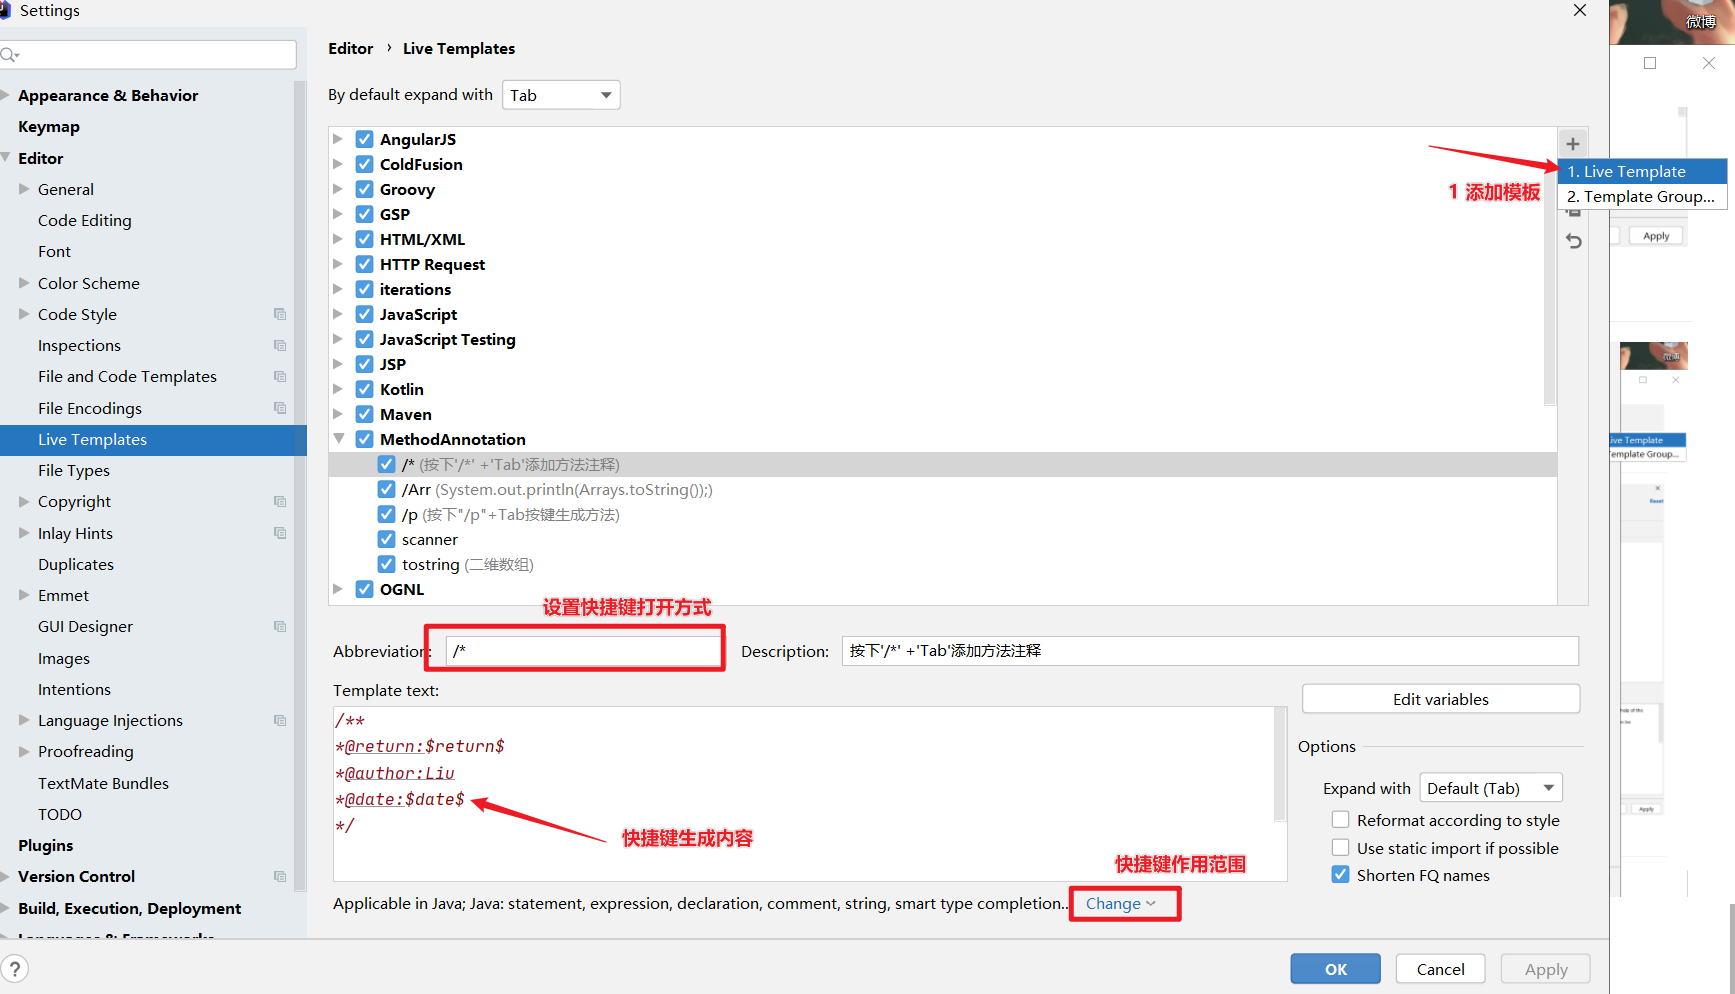 Settings
微博
Editor › Live Templates
By default expand with Tab
Appearance & Behavior
Keymap
Editor
General
Code Editing
Font
Color Scheme
Code Style
Inspections
File and Code Templates
File Encodings
Live Templates
File Types
Copyright
Inlay Hints
Duplicates
Emmet
GUI Designer
Images
Intentions
Language Injections
Proofreading
TextMate Bundles
TODO
Plugins
Version Control
Build, Execution, Deployment
Languages & Frameworks
AngularJS
ColdFusion
Groovy
GSP
HTML/XML
HTTP Request
iterations
JavaScript
JavaScript Testing
JSP
Kotlin
Maven
MethodAnnotation
/* (按下'/*' +'Tab'添加方法注释)
/Arr (System.out.println(Arrays.toString());)
/p (按下"/p"+Tab按键生成方法)
scanner
tostring (二维数组)
OGNL
1 添加模板
1. Live Template
2. Template Group...
Apply
微博
Live Template
Template Group...
Reset
Apply
设置快捷键打开方式
Abbreviation: /*
Description: 按下'/*' +'Tab'添加方法注释
Template text:
/**
*@return:$return$
*@author:Liu
*@date:$date$
*/
快捷键生成内容
Edit variables
Options
Expand with Default (Tab)
Reformat according to style
Use static import if possible
Shorten FQ names
快捷键作用范围
Applicable in Java; Java: statement, expression, declaration, comment, string, smart type completion... Change
?
OK
Cancel
Apply